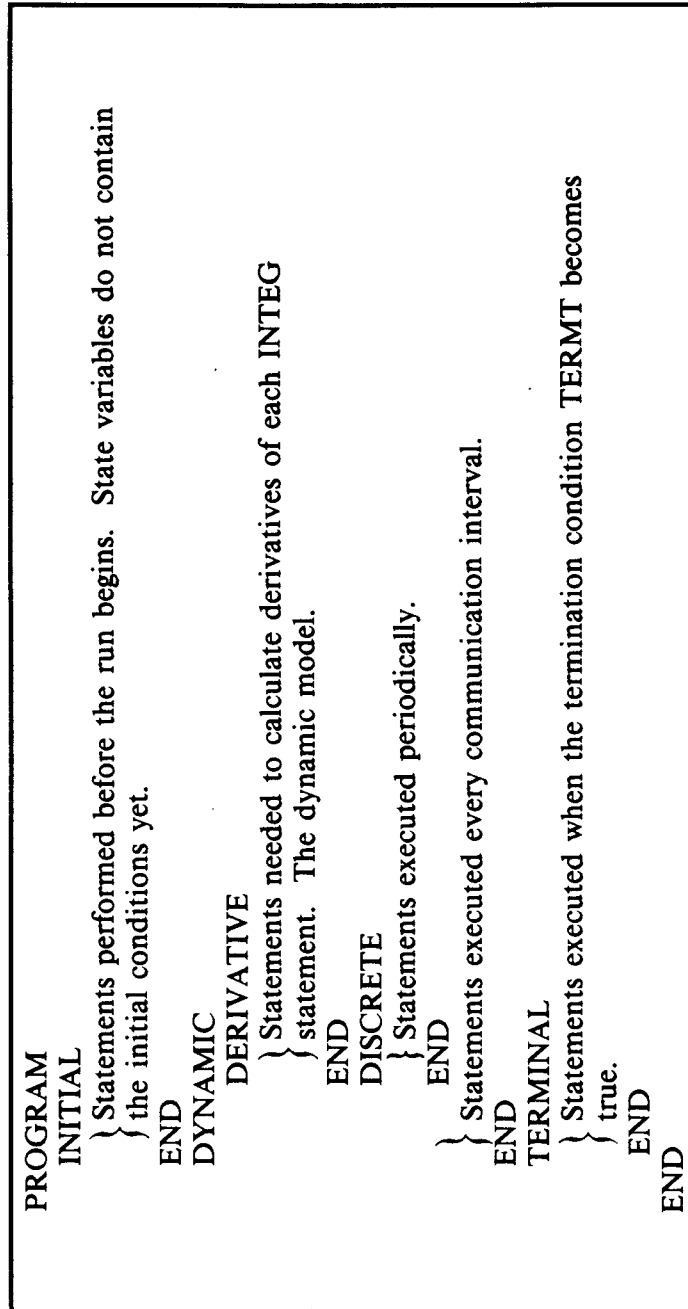 PROGRAM
INITIAL
} Statements performed before the run begins. State variables do not contain
} the initial conditions yet.
END
DYNAMIC
DERIVATIVE
} Statements needed to calculate derivatives of each INTEG
} statement. The dynamic model.
END
DISCRETE
} Statements executed periodically.
END
} Statements executed every communication interval.
END
TERMINAL
} Statements executed when the termination condition TERMT becomes
} true.
END
END